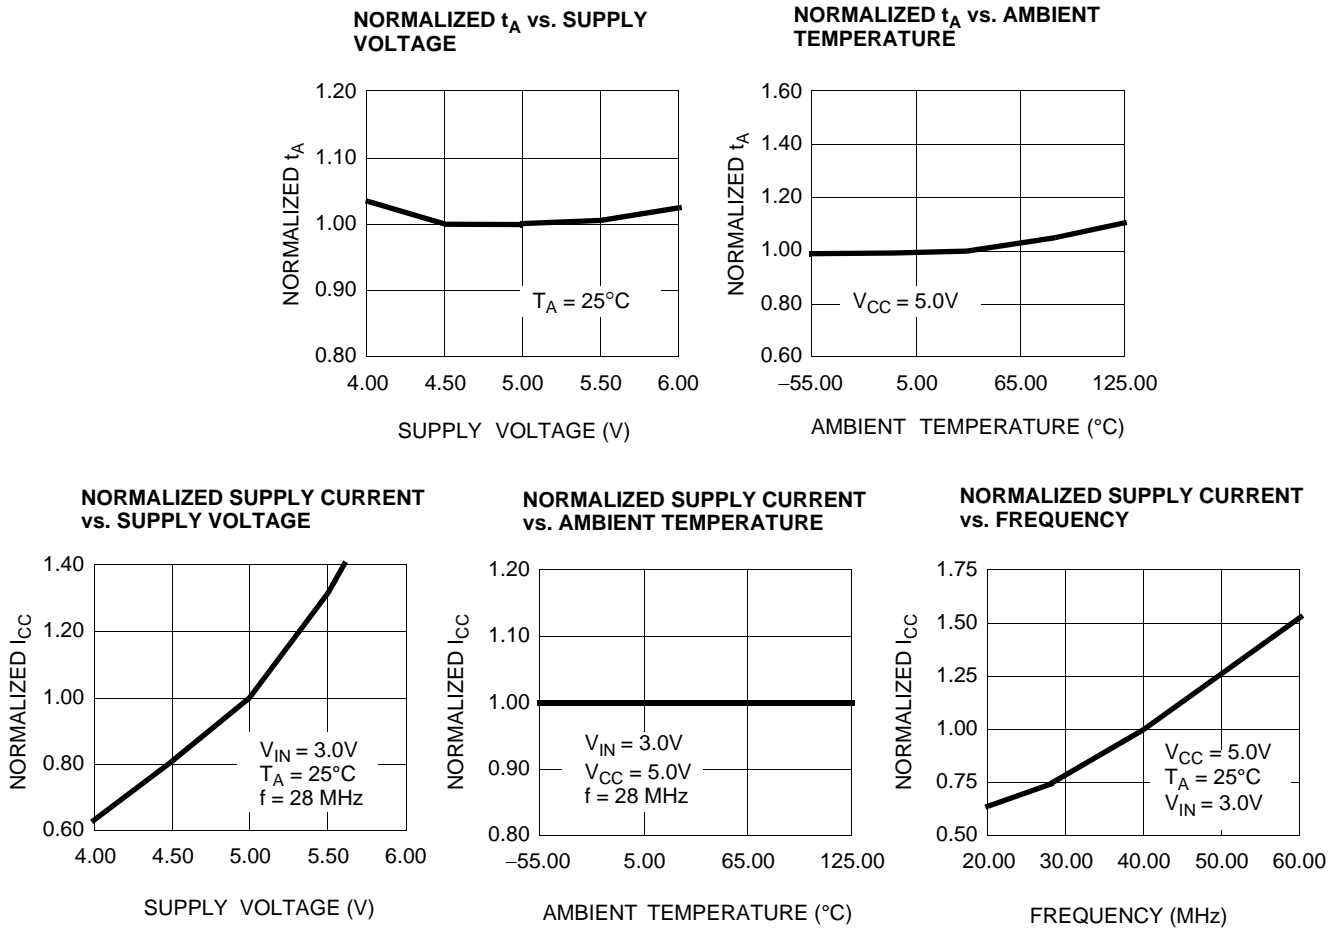 NORMALIZED tA vs. SUPPLY
VOLTAGE
1.20
1.10
1.00
0.90
0.80
NORMALIZED tA
TA = 25°C
4.00 4.50 5.00 5.50 6.00
SUPPLY VOLTAGE (V)
NORMALIZED tA vs. AMBIENT
TEMPERATURE
1.60
1.40
1.20
1.00
0.80
0.60
NORMALIZED tA
VCC = 5.0V
−55.00 5.00 65.00 125.00
AMBIENT TEMPERATURE (°C)
NORMALIZED SUPPLY CURRENT
vs. SUPPLY VOLTAGE
1.40
1.20
1.00
0.80
0.60
NORMALIZED ICC
VIN = 3.0V
TA = 25°C
f = 28 MHz
4.00 4.50 5.00 5.50 6.00
SUPPLY VOLTAGE (V)
NORMALIZED SUPPLY CURRENT
vs. AMBIENT TEMPERATURE
1.20
1.10
1.00
0.90
0.80
NORMALIZED ICC
VIN = 3.0V
VCC = 5.0V
f = 28 MHz
−55.00 5.00 65.00 125.00
AMBIENT TEMPERATURE (°C)
NORMALIZED SUPPLY CURRENT
vs. FREQUENCY
1.75
1.50
1.25
1.00
0.75
0.50
NORMALIZED ICC
VCC = 5.0V
TA = 25°C
VIN = 3.0V
20.00 30.00 40.00 50.00 60.00
FREQUENCY (MHz)